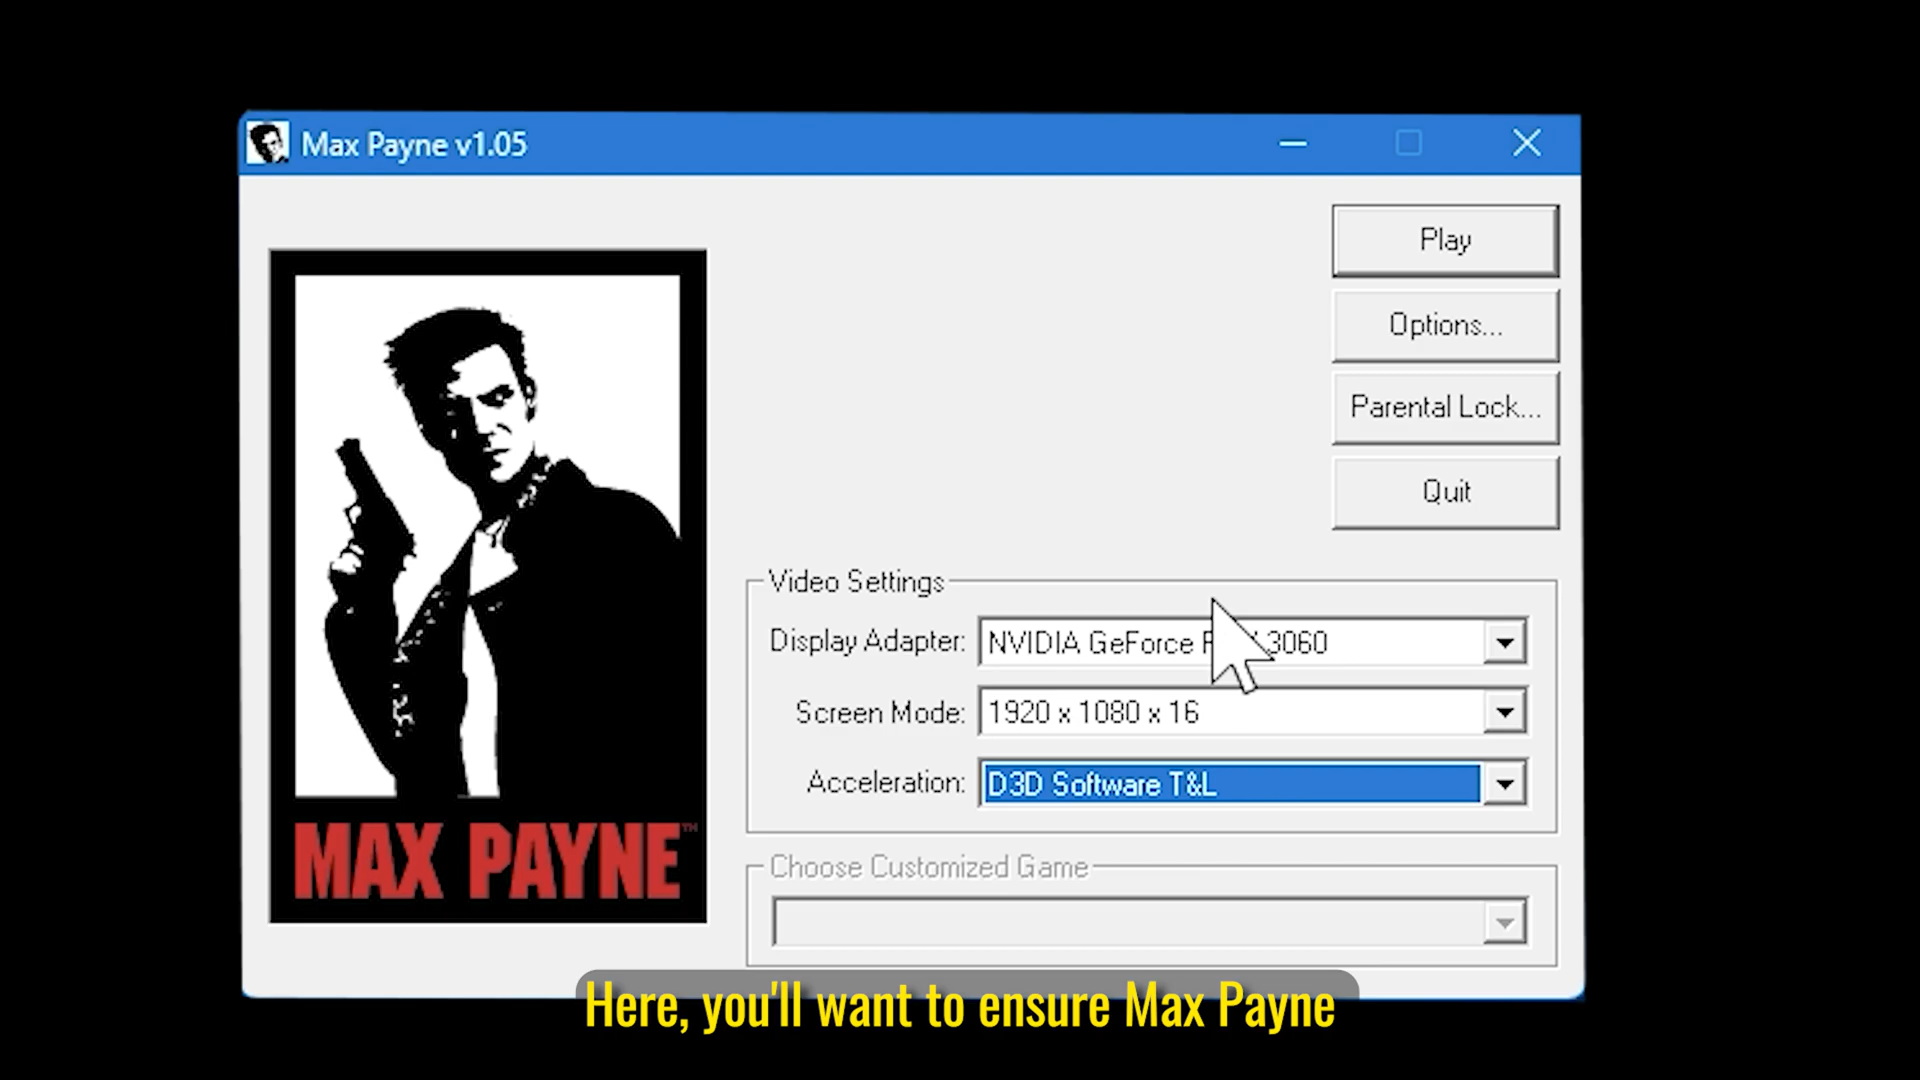 Max Payne v1.05
Play
Options...
Parental Lock...
Quit
Video Settings
Display Adapter: NVIDIA GeForce 3060
Screen Mode: 1920 x 1080 x 16
Acceleration: D3D Software T&L
Choose Customized Game
MAX PAYNE™
Here, you'll want to ensure Max Payne